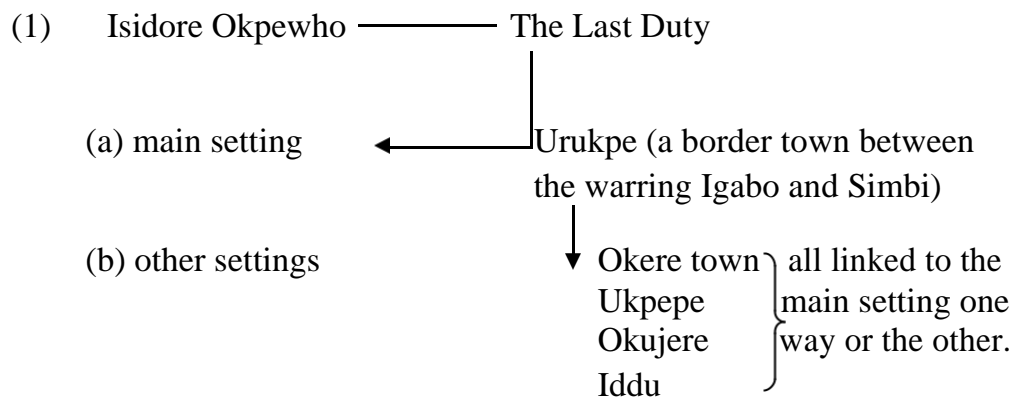 (1) Isidore Okpewho The Last Duty
(a) main setting Urukpe (a border town between
the warring Igabo and Simbi)
(b) other settings Okere town all linked to the
Ukpepe main setting one
Okujere way or the other.
Iddu